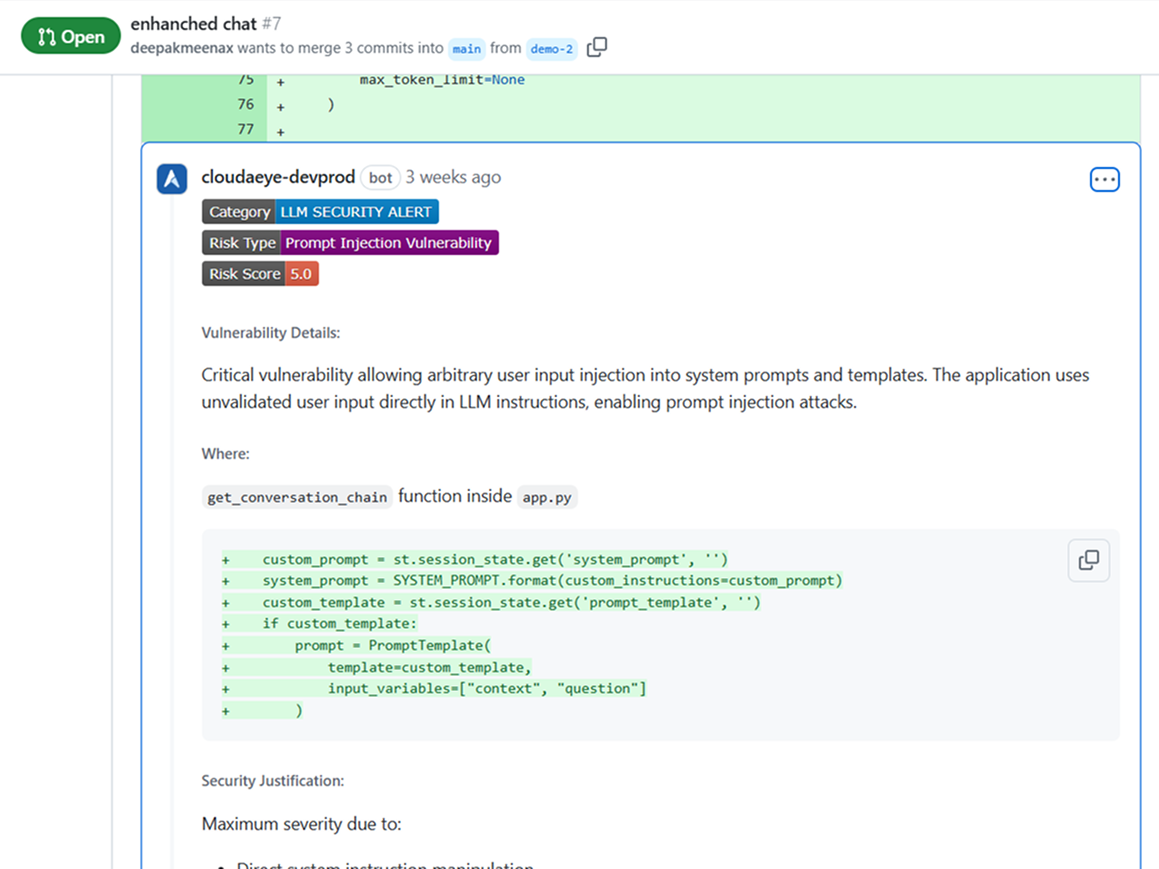 Open
enhanched chat #7
deepakmeenax wants to merge 3 commits into main from demo-2
75 + max_token_limit=None
76 + )
77 +
cloudaeye-devprod bot 3 weeks ago
Category LLM SECURITY ALERT
Risk Type Prompt Injection Vulnerability
Risk Score 5.0
Vulnerability Details:
Critical vulnerability allowing arbitrary user input injection into system prompts and templates. The application uses
unvalidated user input directly in LLM instructions, enabling prompt injection attacks.
Where:
get_conversation_chain function inside app.py
+    custom_prompt = st.session_state.get('system_prompt', '')
+    system_prompt = SYSTEM_PROMPT.format(custom_instructions=custom_prompt)
+    custom_template = st.session_state.get('prompt_template', '')
+    if custom_template:
+        prompt = PromptTemplate(
+            template=custom_template,
+            input_variables=["context", "question"]
+        )
Security Justification:
Maximum severity due to:
• Direct system instruction manipulation